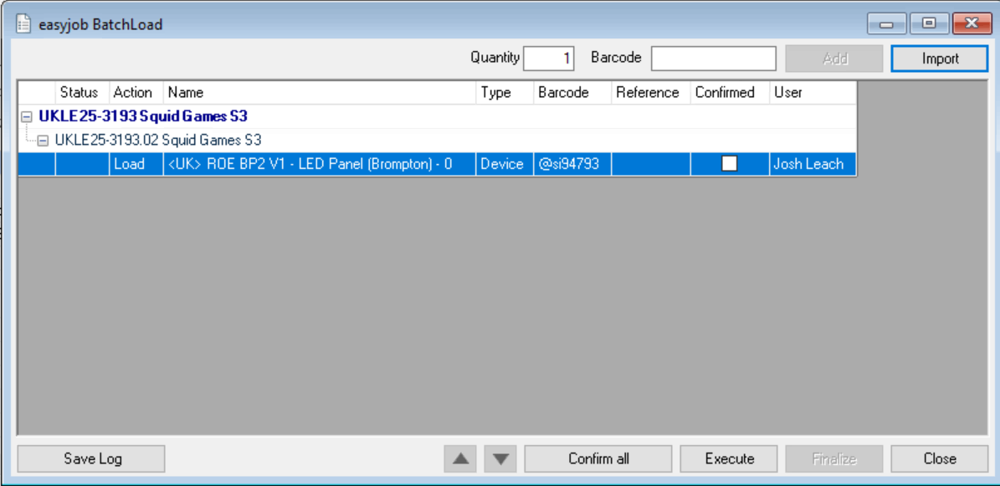 easyjob BatchLoad
Quantity 1 Barcode Add Import
Status Action Name Type Barcode Reference Confirmed User
UKLE25-3193 Squid Games S3
UKLE25-3193.02 Squid Games S3
Load <UK> ROE BP2 V1 - LED Panel (Brompton) - 0 Device @si94793 Josh Leach
Save Log Confirm all Execute Finalize Close